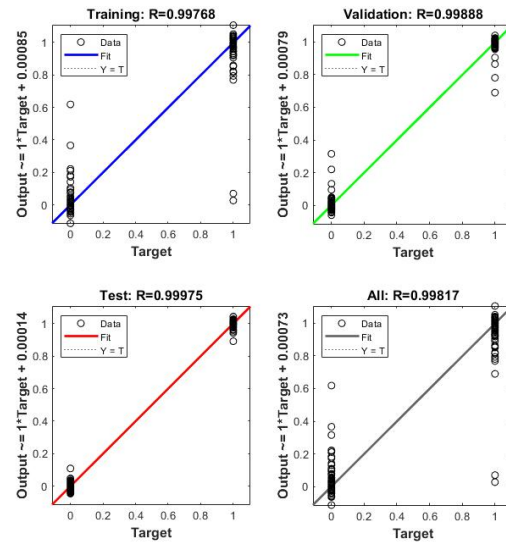 Training: R=0.99768
Output ~= 1*Target + 0.00085
1
0.8
0.6
0.4
0.2
0
Data
Fit
Y = T
0 0.2 0.4 0.6 0.8 1
Target
Validation: R=0.99888
Output ~= 1*Target + 0.00079
1
0.8
0.6
0.4
0.2
0
Data
Fit
Y = T
0 0.2 0.4 0.6 0.8 1
Target
Test: R=0.99975
Output ~= 1*Target + 0.00014
1
0.8
0.6
0.4
0.2
0
Data
Fit
Y = T
0 0.2 0.4 0.6 0.8 1
Target
All: R=0.99817
Output ~= 1*Target + 0.00073
1
0.8
0.6
0.4
0.2
0
Data
Fit
Y = T
0 0.2 0.4 0.6 0.8 1
Target